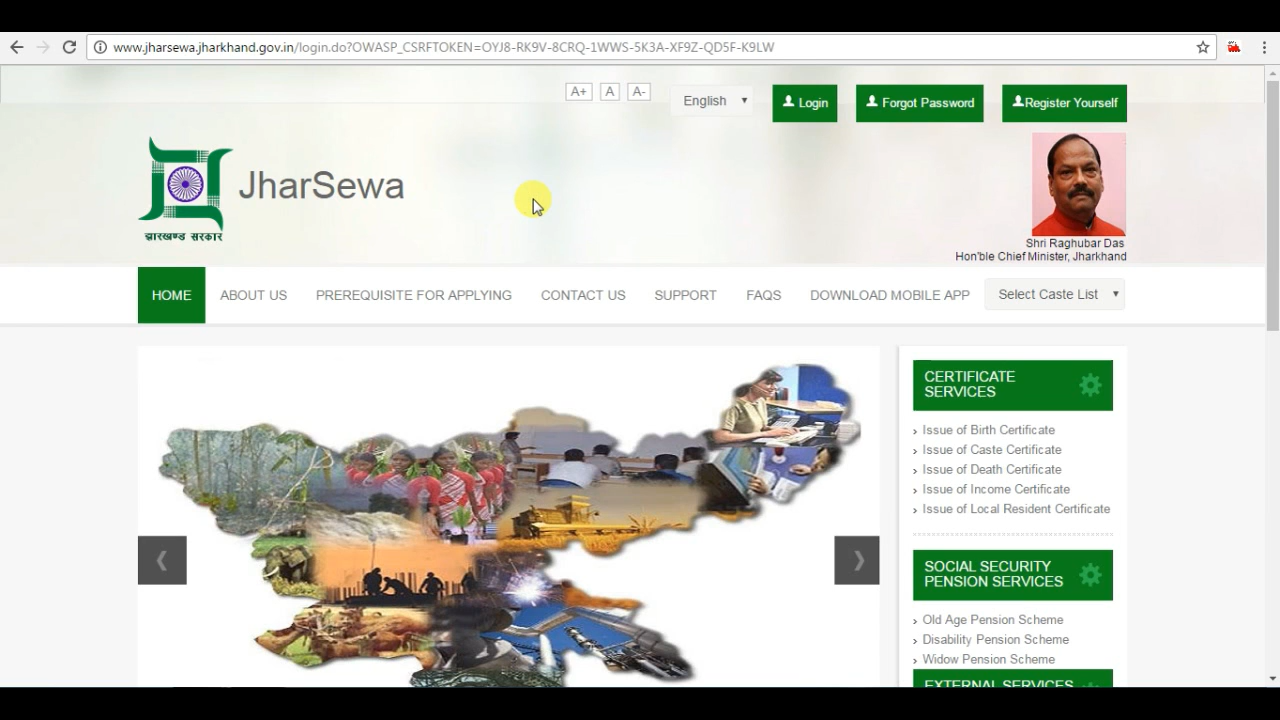 www.jharsewa.jharkhand.gov.in/login.do?OWASP_CSRFTOKEN=OYJ8-RK9V-8CRQ-1WWS-5K3A-XF9Z-QD5F-K9LW
A+ A A- English Login Forgot Password Register Yourself
JharSewa
झारखण्ड सरकार
Shri Raghubar Das
Hon'ble Chief Minister, Jharkhand
HOME ABOUT US PREREQUISITE FOR APPLYING CONTACT US SUPPORT FAQS DOWNLOAD MOBILE APP Select Caste List
CERTIFICATE
SERVICES
Issue of Birth Certificate
Issue of Caste Certificate
Issue of Death Certificate
Issue of Income Certificate
Issue of Local Resident Certificate
SOCIAL SECURITY
PENSION SERVICES
Old Age Pension Scheme
Disability Pension Scheme
Widow Pension Scheme
EXTERNAL SERVICES